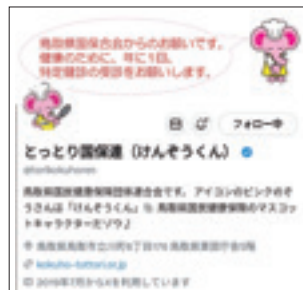 鳥取県国保連合会からのお願いです。
健康のために、年に1回、
特定健診の受診をお願いします。
フォロー中
とっとり国保連（けんぞうくん）
@torikokuhoren
鳥取県国民健康保険団体連合会です。アイコンのピンクのぞ
うさんは「けんぞうくん」
鳥取県国民健康保険のマスコッ
トキャラクターだゾウ♪
kokuho-tottori.or.jp
2019年7月からXを利用しています